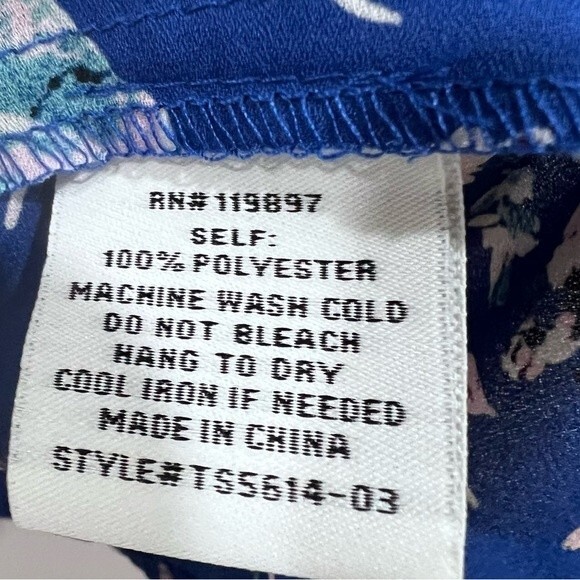 RN# 119897
SELF:
100% POLYESTER
MACHINE WASH COLD
DO NOT BLEACH
HANG TO DRY
COOL IRON IF NEEDED
MADE IN CHINA
STYLE#TS5614-03